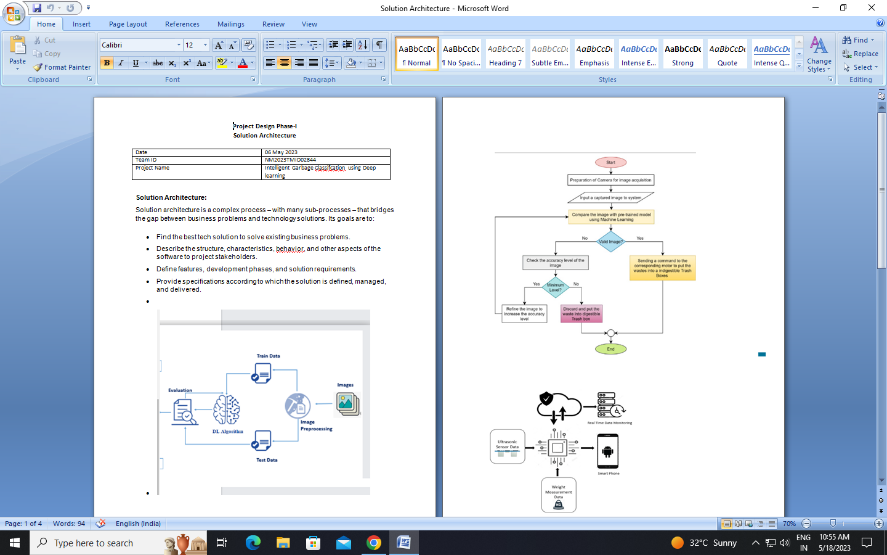 Solution Architecture - Microsoft Word
Home Insert Page Layout References Mailings Review View
Cut
Copy
Format Painter
Paste
Calibri 12
AaBbCcDc AaBbCcDc AaBbCcDc AaBbCcDc AaBbCcDc AaBbCcDc AaBbCcDc AaBbCcDc AaBbCcDc
¶ Normal ¶ No Spaci... Heading 7 Subtle Em... Emphasis Intense E... Strong Quote Intense Q...
Change Styles
Find
Replace
Select
Clipboard Font Paragraph Styles Editing
Project Design Phase-I
Solution Architecture
Date 06 May 2023
Team ID NM2023TMID02844
Project Name Intelligent Garbage classification using Deep
learning
Solution Architecture:
Solution architecture is a complex process – with many sub-processes – that bridges
the gap between business problems and technology solutions. Its goals are to:
Find the best tech solution to solve existing business problems.
Describe the structure, characteristics, behavior, and other aspects of the
software to project stakeholders.
Define features, development phases, and solution requirements.
Provide specifications according to which the solution is defined, managed,
and delivered.
Train Data
Evaluation
Images
DL Algorithm
Image
Preprocessing
Test Data
Start
Preparation of Camera for image acquisition
Input a captured image to system
Compare the image with pre-trained model
using Machine Learning
No Valid Image? Yes
Check the accuracy level of the
image
Sending a command to the
corresponding motor to put the
wastes into a indigestible Trash
Boxes
Yes Measure Level? No
Refine the image to
increase the accuracy
level
Discard and put the
waste into digestible
Trash box
End
Real Time Data Monitoring
Ultrasonic
Sensor Data
Smart Phone
Weight
Measurement
Data
Page: 1 of 4 Words: 94 English (India) 70%
Type here to search
32°C Sunny
ENG
IN
10:55 AM
5/18/2023